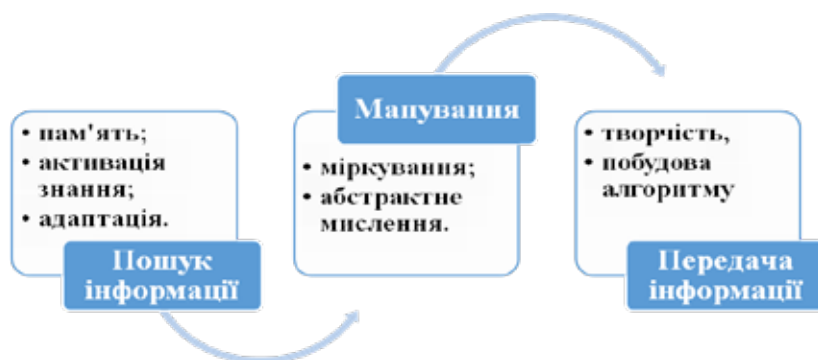 • пам'ять;
• активація
знання;
• адаптація.
Пошук
інформації
Мапування
• міркування;
• абстрактне
мислення.
• творчість,
• побудова
алгоритму
Передача
інформації